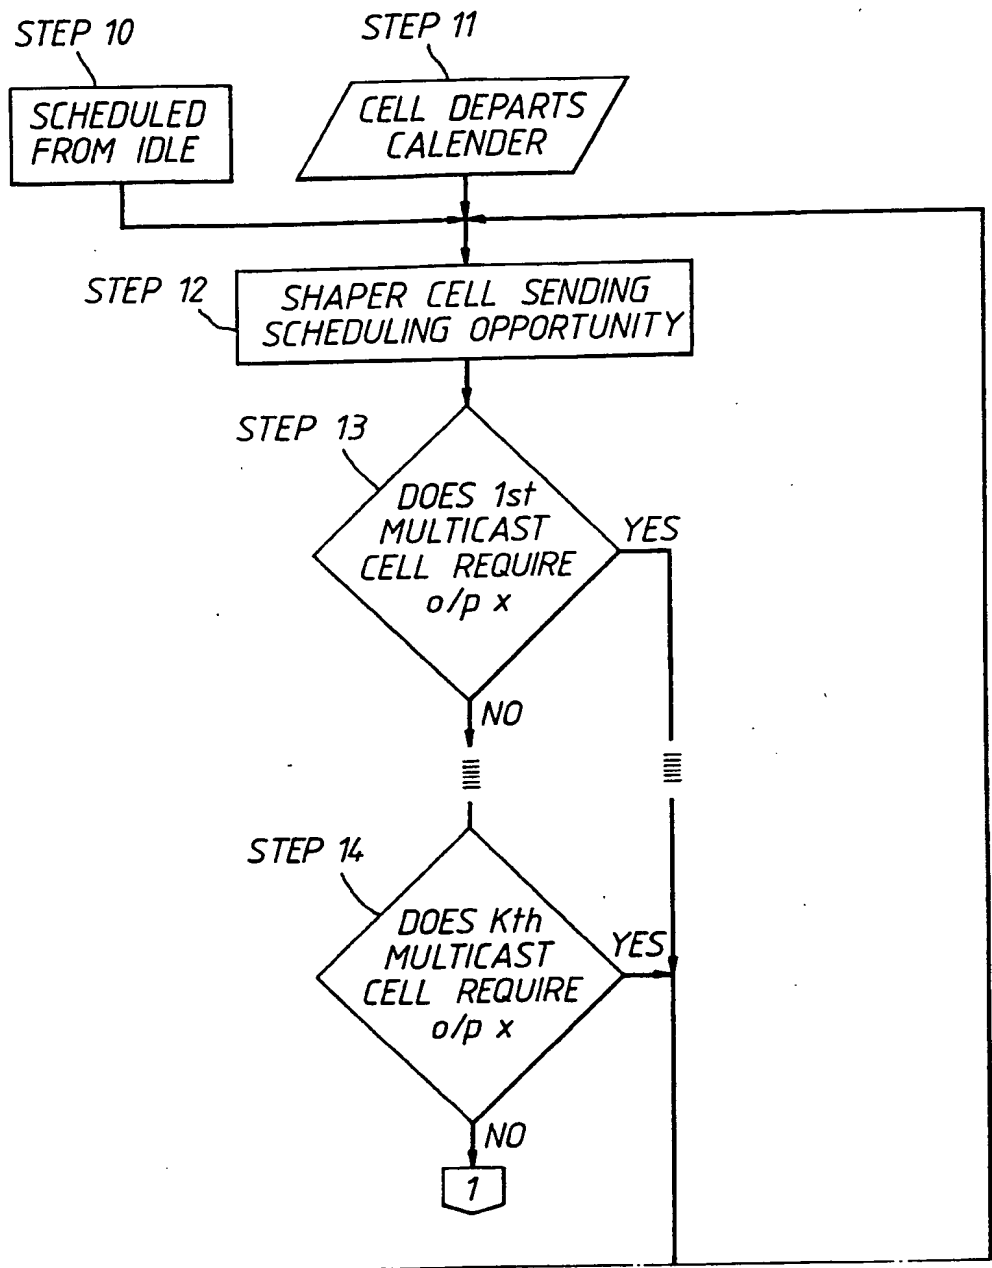 STEP 10
STEP 11
SCHEDULED
FROM IDLE
CELL DEPARTS
CALENDER
STEP 12
SHAPER CELL SENDING
SCHEDULING OPPORTUNITY
STEP 13
DOES 1st
MULTICAST
CELL REQUIRE
o/p x
YES
NO
STEP 14
DOES Kth
MULTICAST
CELL REQUIRE
o/p x
YES
NO
1